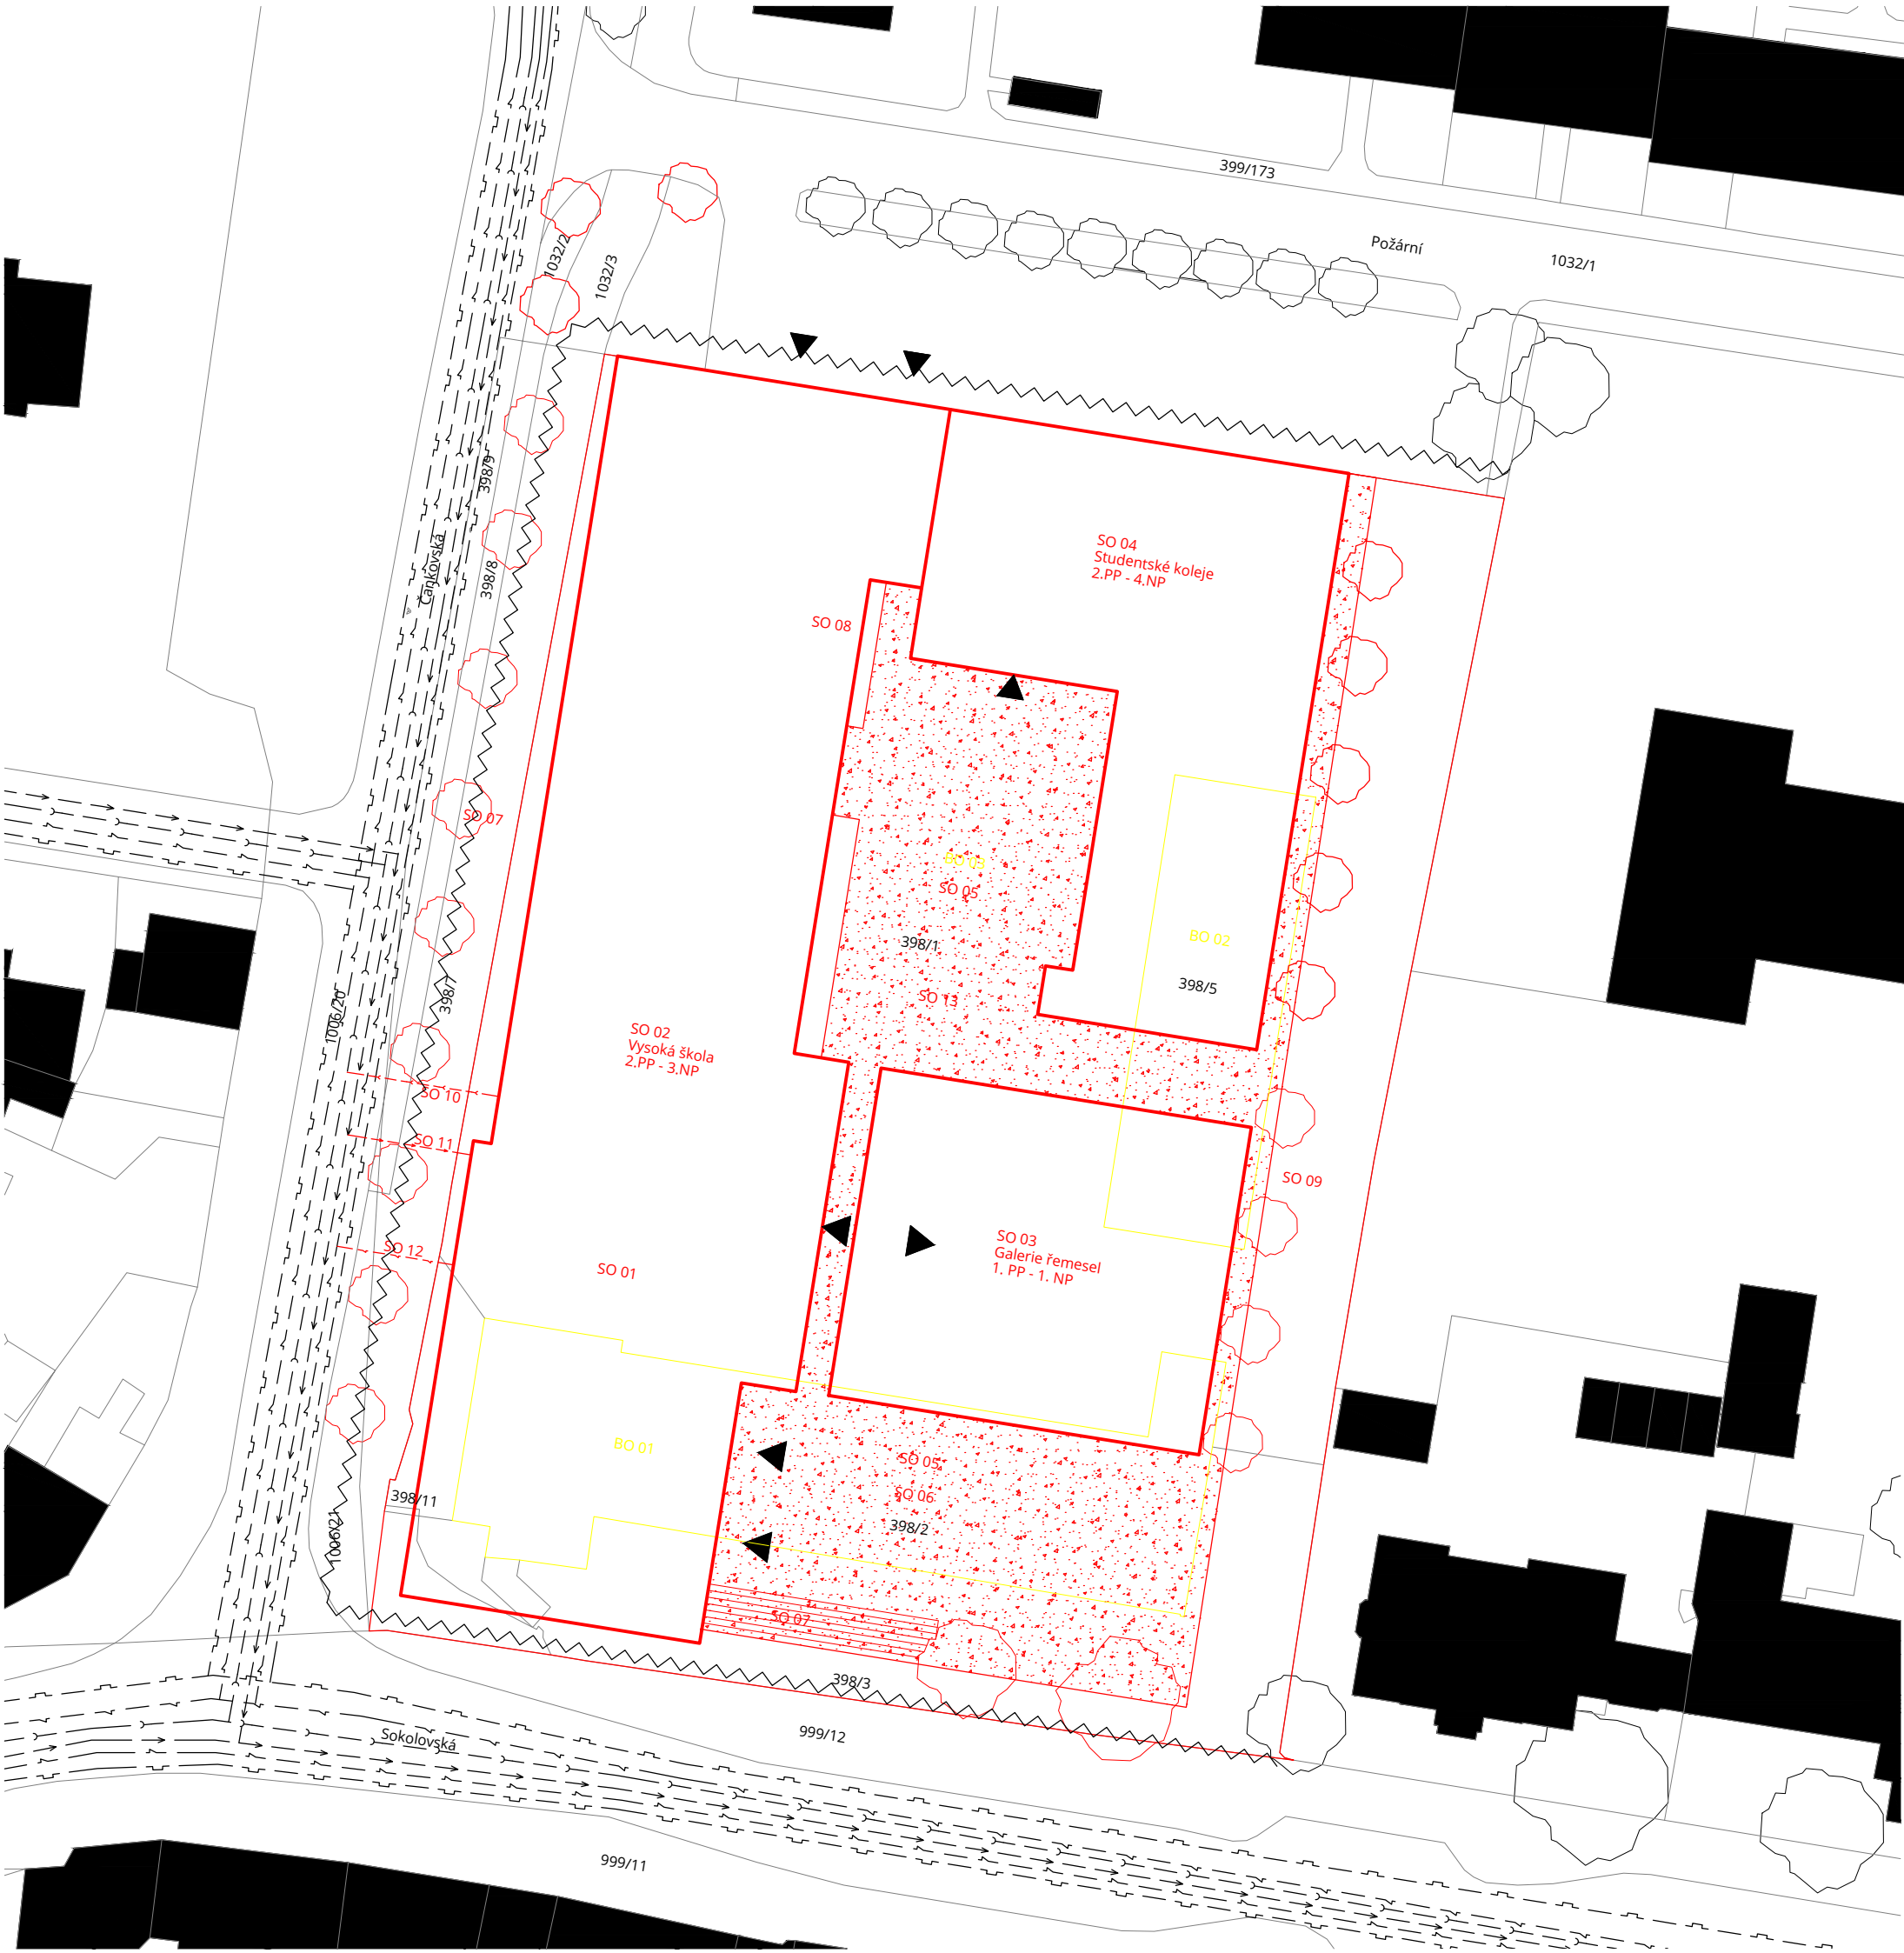 399/173
Požární
1032/1
1032/2
1032/3
398/9
Čankovská
398/8
SO 04
Studentské koleje
2.PP - 4.NP
SO 08
SO 07
BO 03
SO 05
398/1
BO 02
398/5
SO 13
398/7
1006/20
SO 02
Vysoká škola
2.PP - 3.NP
SO 10
SO 11
SO 09
SO 12
SO 03
Galerie řemesel
1. PP - 1. NP
SO 01
BO 01
SO 05
SO 06
398/11
398/2
1006/21
SO 07
398/3
Sokolovská
999/12
999/11